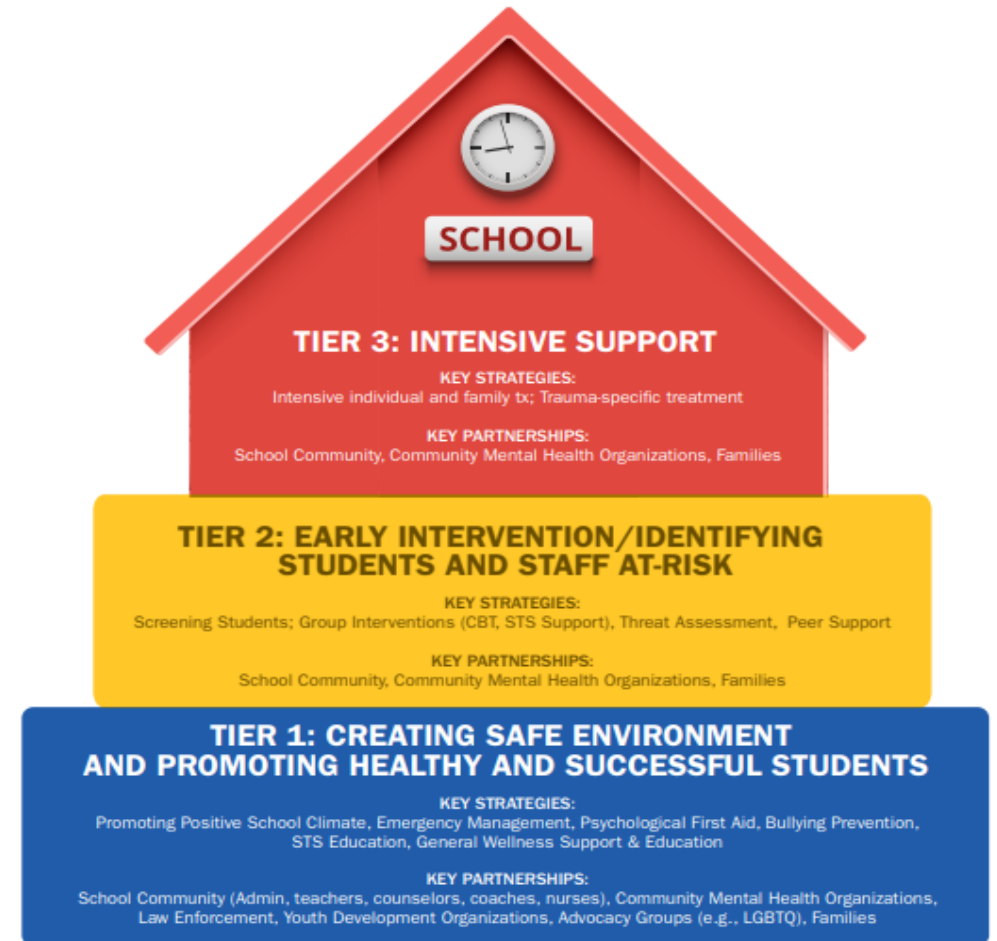 SCHOOL
TIER 3: INTENSIVE SUPPORT
KEY STRATEGIES:
Intensive individual and family tx; Trauma-specific treatment
KEY PARTNERSHIPS:
School Community, Community Mental Health Organizations, Families
TIER 2: EARLY INTERVENTION/IDENTIFYING
STUDENTS AND STAFF AT-RISK
KEY STRATEGIES:
Screening Students; Group Interventions (CBT, STS Support), Threat Assessment, Peer Support
KEY PARTNERSHIPS:
School Community, Community Mental Health Organizations, Families
TIER 1: CREATING SAFE ENVIRONMENT
AND PROMOTING HEALTHY AND SUCCESSFUL STUDENTS
KEY STRATEGIES:
Promoting Positive School Climate, Emergency Management, Psychological First Aid, Bullying Prevention,
STS Education, General Wellness Support & Education
KEY PARTNERSHIPS:
School Community (Admin, teachers, counselors, coaches, nurses), Community Mental Health Organizations,
Law Enforcement, Youth Development Organizations, Advocacy Groups (e.g., LGBTQ), Families